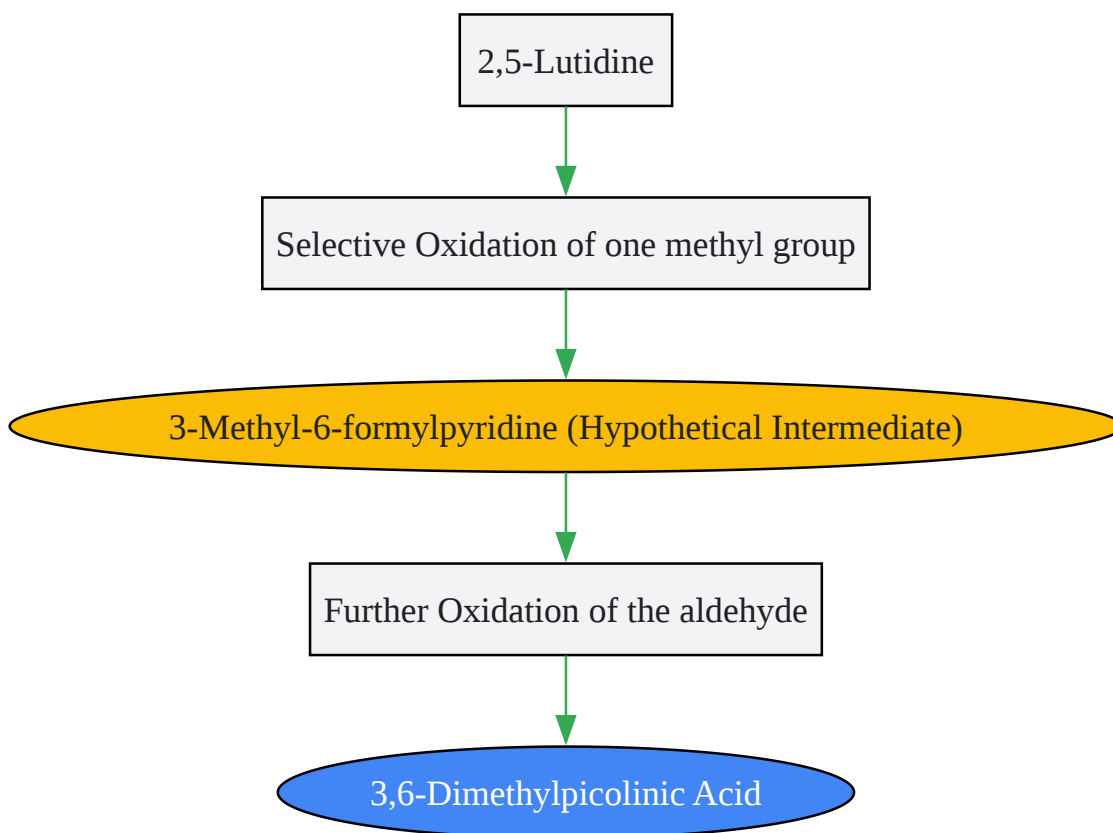 2,5-Lutidine
Selective Oxidation of one methyl group
3-Methyl-6-formylpyridine (Hypothetical Intermediate)
Further Oxidation of the aldehyde
3,6-Dimethylpicolinic Acid